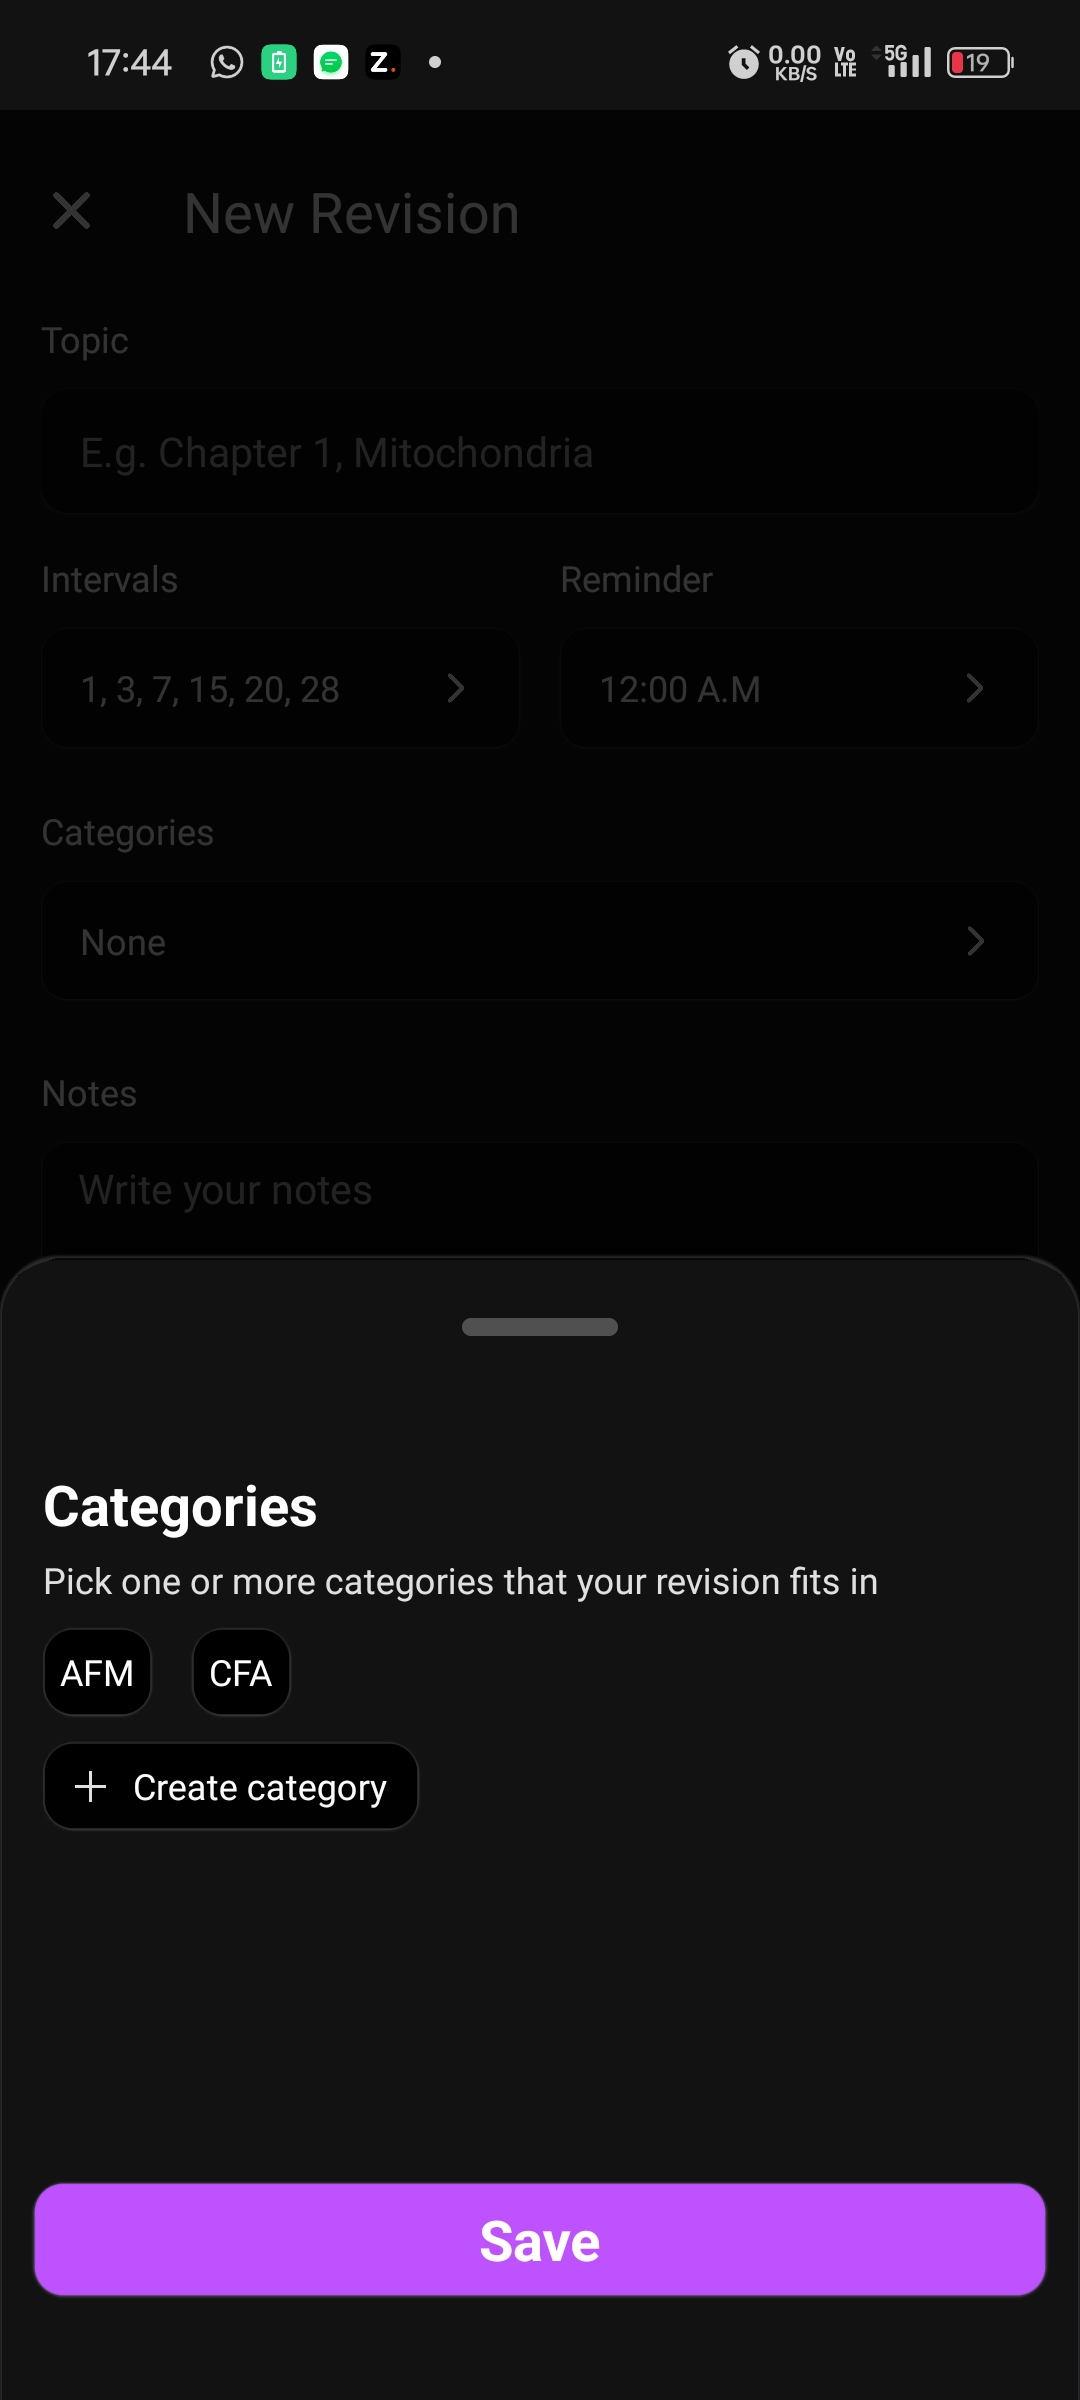 17:44 Z. 0.00 KB/S Vo LTE 5G 19
New Revision
Topic
E.g. Chapter 1, Mitochondria
Intervals Reminder
1, 3, 7, 15, 20, 28 12:00 A.M
Categories
None
Notes
Write your notes
Categories
Pick one or more categories that your revision fits in
AFM CFA
Create category
Save